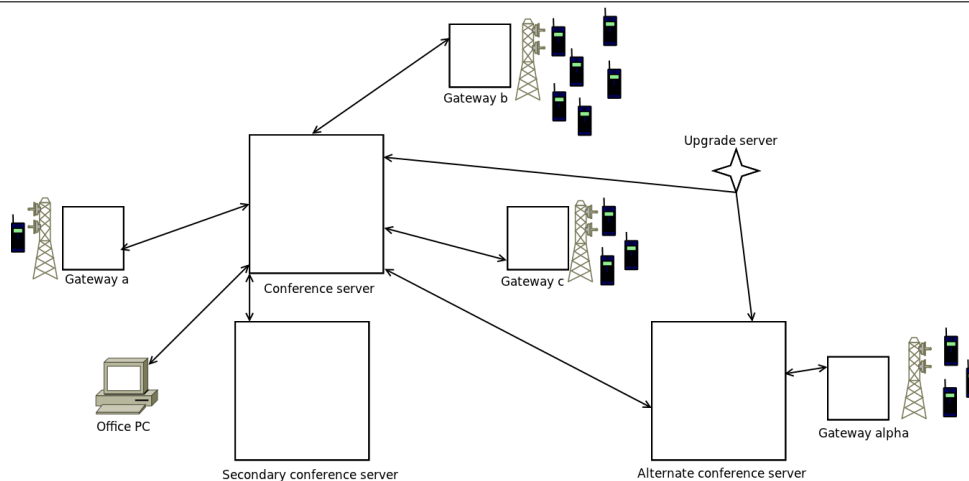 Gateway b
Upgrade server
Gateway a
Conference server
Gateway c
Office PC
Secondary conference server
Alternate conference server
Gateway alpha